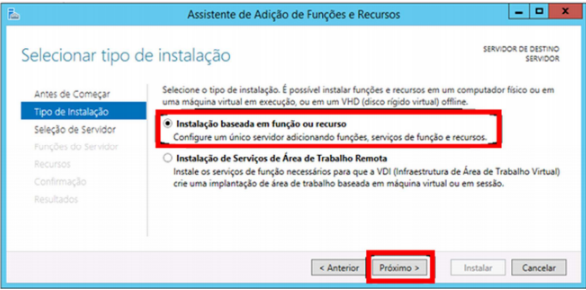 Assistente de Adição de Funções e Recursos
Selecionar tipo de instalação
SERVIDOR DE DESTINO
SERVIDOR
Antes de Começar
Tipo de Instalação
Seleção de Servidor
Funções do Servidor
Recursos
Confirmação
Resultados
Selecione o tipo de instalação. É possível instalar funções e recursos em um computador físico ou em
uma máquina virtual em execução, ou em um VHD (disco rígido virtual) offline.
Instalação baseada em função ou recurso
Configure um único servidor adicionando funções, serviços de função e recursos.
Instalação de Serviços de Área de Trabalho Remota
Instale os serviços de função necessários para que a VDI (Infraestrutura de Área de Trabalho Virtual)
crie uma implantação de área de trabalho baseada em máquina virtual ou em sessão.
< Anterior
Próximo >
Instalar
Cancelar